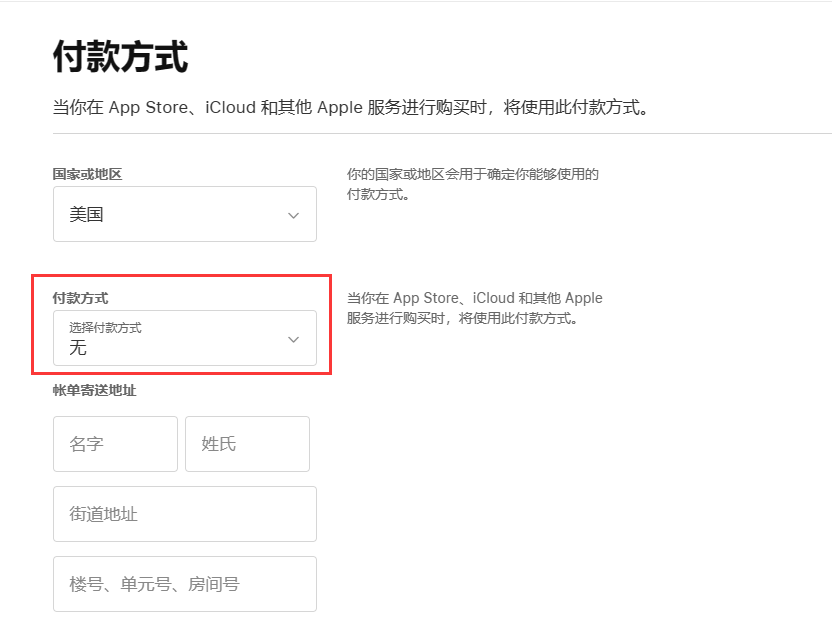 付款方式
当你在 App Store、iCloud 和其他 Apple 服务进行购买时，将使用此付款方式。
国家或地区
美国
你的国家或地区会用于确定你能够使用的
付款方式。
付款方式
选择付款方式
无
当你在 App Store、iCloud 和其他 Apple
服务进行购买时，将使用此付款方式。
帐单寄送地址
名字 姓氏
街道地址
楼号、单元号、房间号